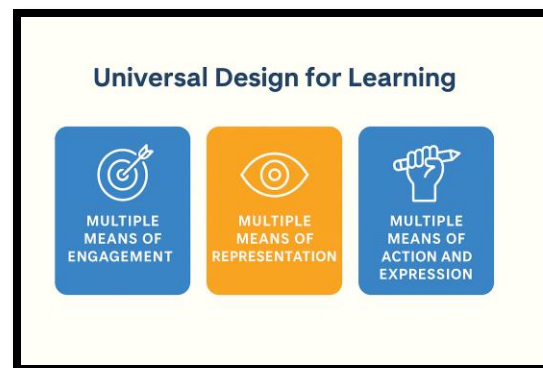 Universal Design for Learning
MULTIPLE
MEANS OF
ENGAGEMENT
MULTIPLE
MEANS OF
REPRESENTATION
MULTIPLE
MEANS OF
ACTION AND
EXPRESSION